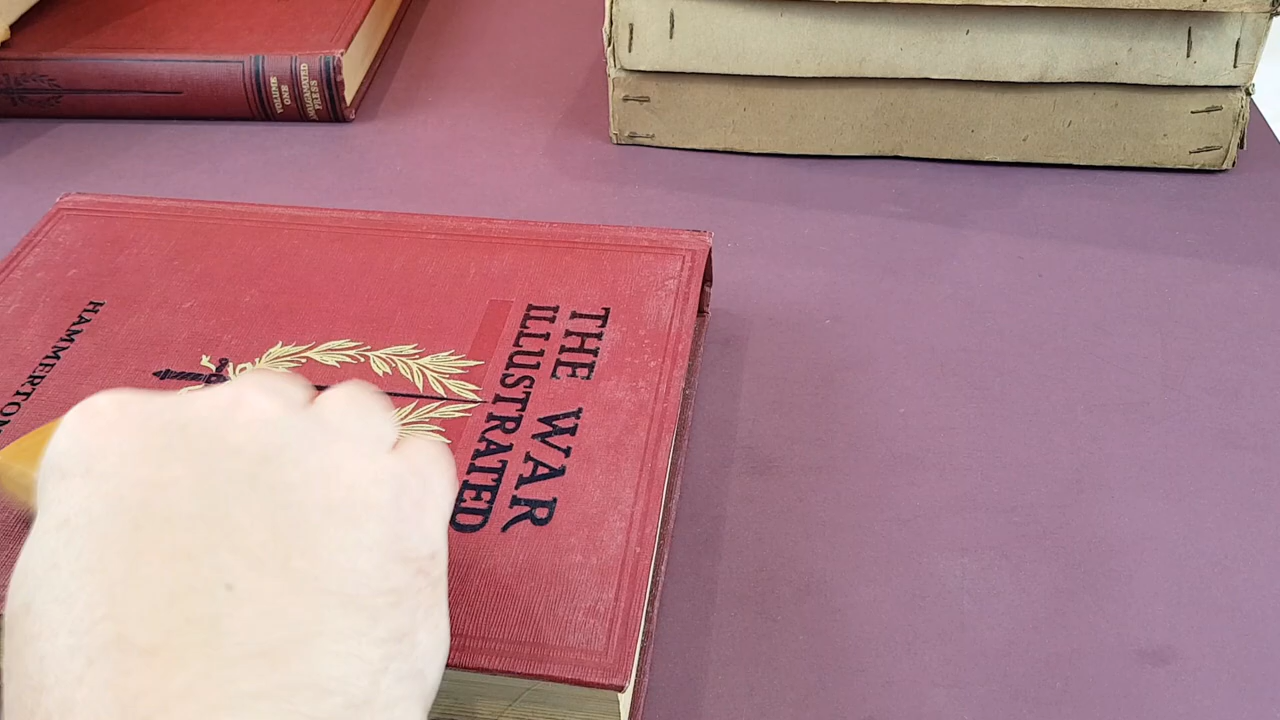 THE WAR
ILLUSTRATED
HAMMERTON
VOLUME
ONE
AMALGAMATED
PRESS